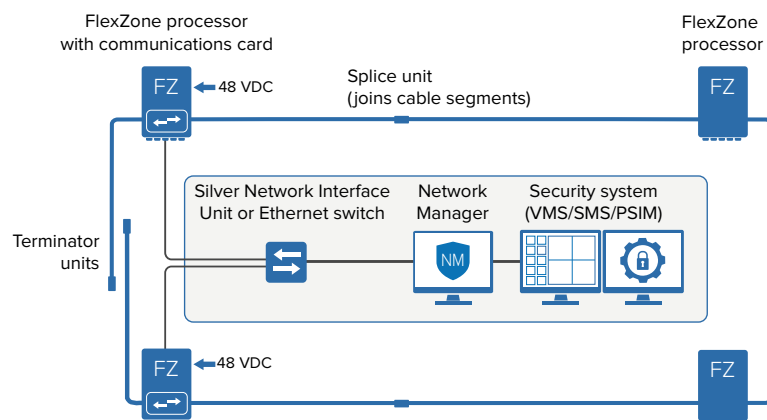 FlexZone processor
with communications card
FlexZone
processor
FZ
48 VDC
Splice unit
(joins cable segments)
FZ
Silver Network Interface
Unit or Ethernet switch
Network
Manager
Security system
(VMS/SMS/PSIM)
Terminator
units
NM
FZ
48 VDC
FZ